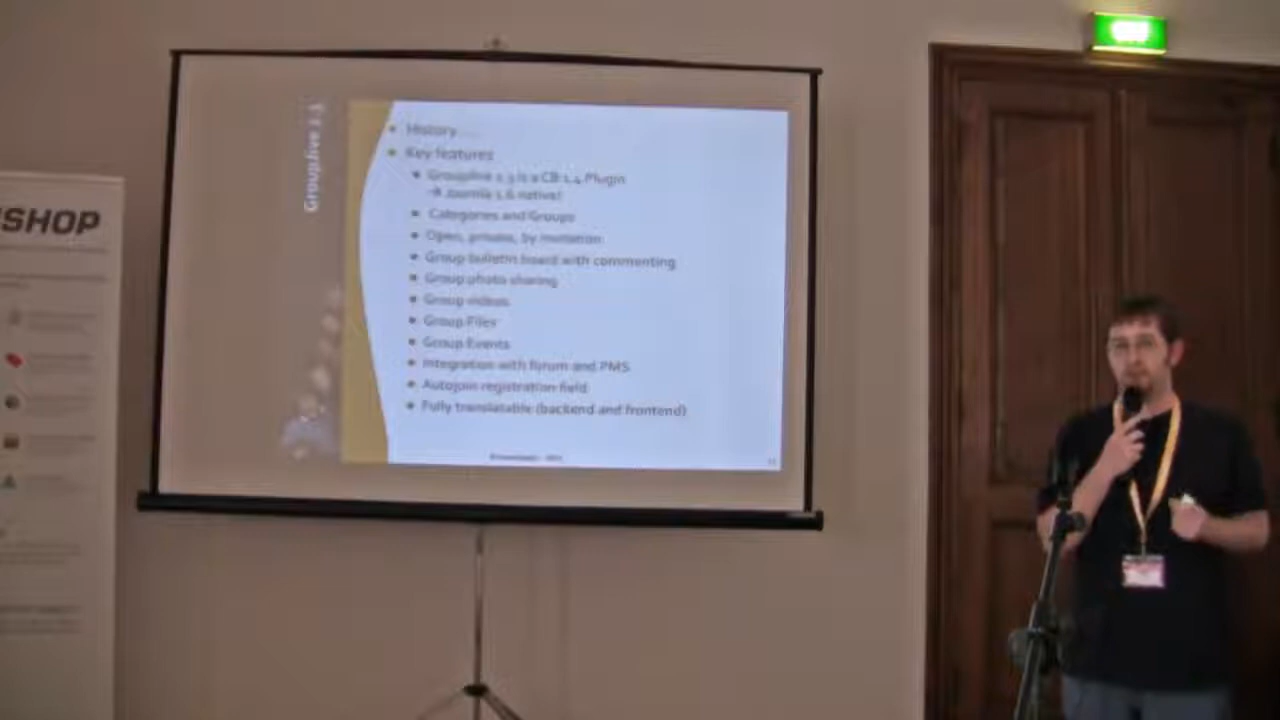 SHOP
GroupJive 2.3
History
Key features
GroupJive 2.3 is a CB 1.4 Plugin
→ Joomla 1.6 native!
Categories and Groups
Open, private, by invitation
Group bulletin board with commenting
Group photo sharing
Group videos
Group Files
Group Events
Integration with forum and PMS
Autojoin registration field
Fully translatable (backend and frontend)